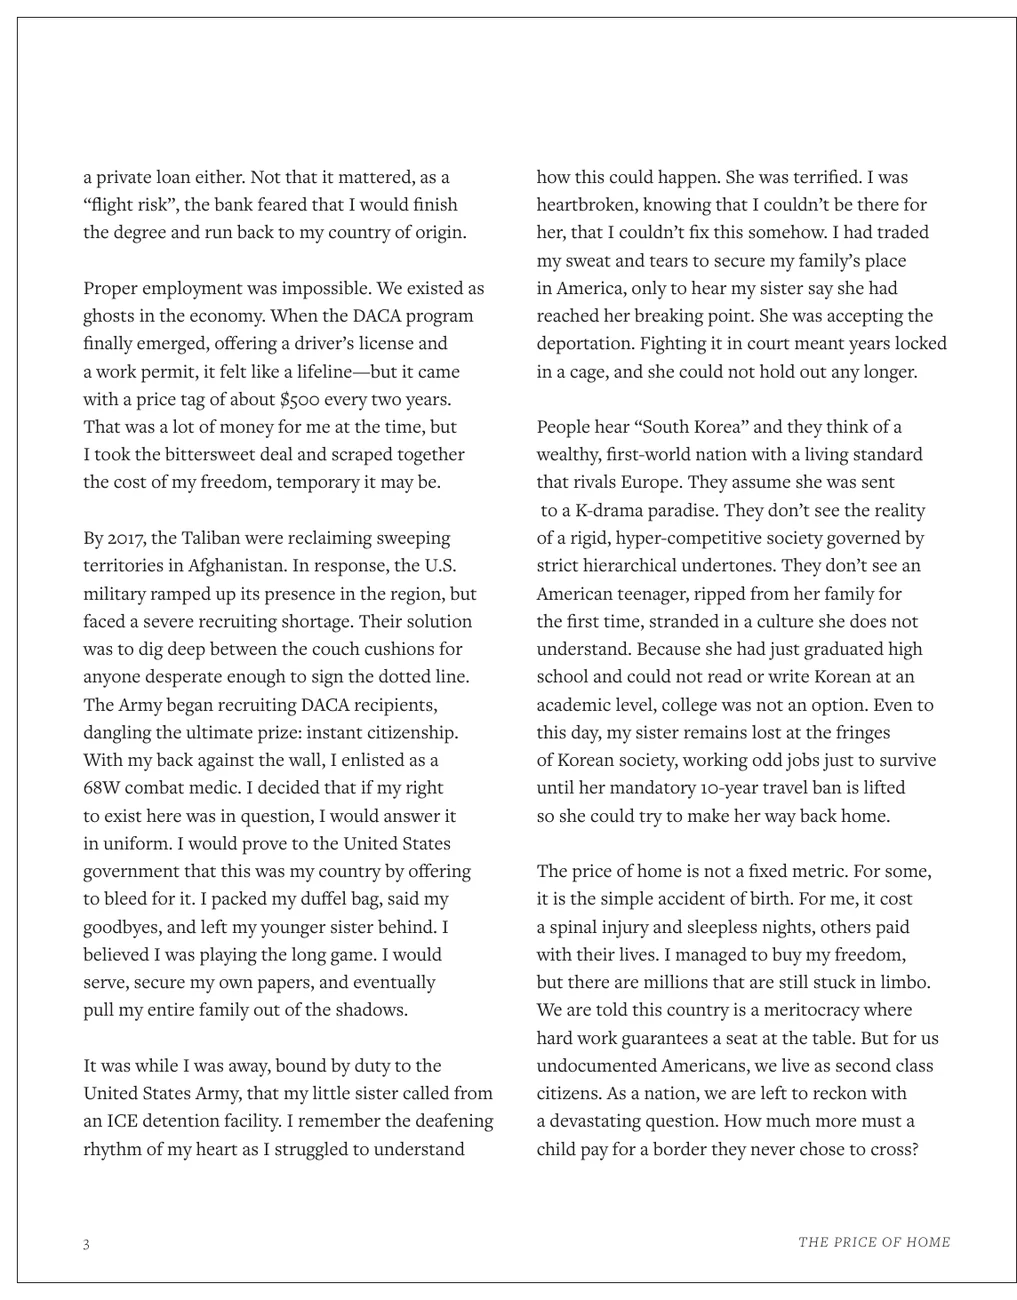 a private loan either. Not that it mattered, as a
“flight risk”, the bank feared that I would finish
the degree and run back to my country of origin.
Proper employment was impossible. We existed as
ghosts in the economy. When the DACA program
finally emerged, offering a driver’s license and
a work permit, it felt like a lifeline—but it came
with a price tag of about $500 every two years.
That was a lot of money for me at the time, but
I took the bittersweet deal and scraped together
the cost of my freedom, temporary it may be.
By 2017, the Taliban were reclaiming sweeping
territories in Afghanistan. In response, the U.S.
military ramped up its presence in the region, but
faced a severe recruiting shortage. Their solution
was to dig deep between the couch cushions for
anyone desperate enough to sign the dotted line.
The Army began recruiting DACA recipients,
dangling the ultimate prize: instant citizenship.
With my back against the wall, I enlisted as a
68W combat medic. I decided that if my right
to exist here was in question, I would answer it
in uniform. I would prove to the United States
government that this was my country by offering
to bleed for it. I packed my duffel bag, said my
goodbyes, and left my younger sister behind. I
believed I was playing the long game. I would
serve, secure my own papers, and eventually
pull my entire family out of the shadows.
It was while I was away, bound by duty to the
United States Army, that my little sister called from
an ICE detention facility. I remember the deafening
rhythm of my heart as I struggled to understand
how this could happen. She was terrified. I was
heartbroken, knowing that I couldn’t be there for
her, that I couldn’t fix this somehow. I had traded
my sweat and tears to secure my family’s place
in America, only to hear my sister say she had
reached her breaking point. She was accepting the
deportation. Fighting it in court meant years locked
in a cage, and she could not hold out any longer.
People hear “South Korea” and they think of a
wealthy, first-world nation with a living standard
that rivals Europe. They assume she was sent
to a K-drama paradise. They don’t see the reality
of a rigid, hyper-competitive society governed by
strict hierarchical undertones. They don’t see an
American teenager, ripped from her family for
the first time, stranded in a culture she does not
understand. Because she had just graduated high
school and could not read or write Korean at an
academic level, college was not an option. Even to
this day, my sister remains lost at the fringes
of Korean society, working odd jobs just to survive
until her mandatory 10-year travel ban is lifted
so she could try to make her way back home.
The price of home is not a fixed metric. For some,
it is the simple accident of birth. For me, it cost
a spinal injury and sleepless nights, others paid
with their lives. I managed to buy my freedom,
but there are millions that are still stuck in limbo.
We are told this country is a meritocracy where
hard work guarantees a seat at the table. But for us
undocumented Americans, we live as second class
citizens. As a nation, we are left to reckon with
a devastating question. How much more must a
child pay for a border they never chose to cross?
3
THE PRICE OF HOME